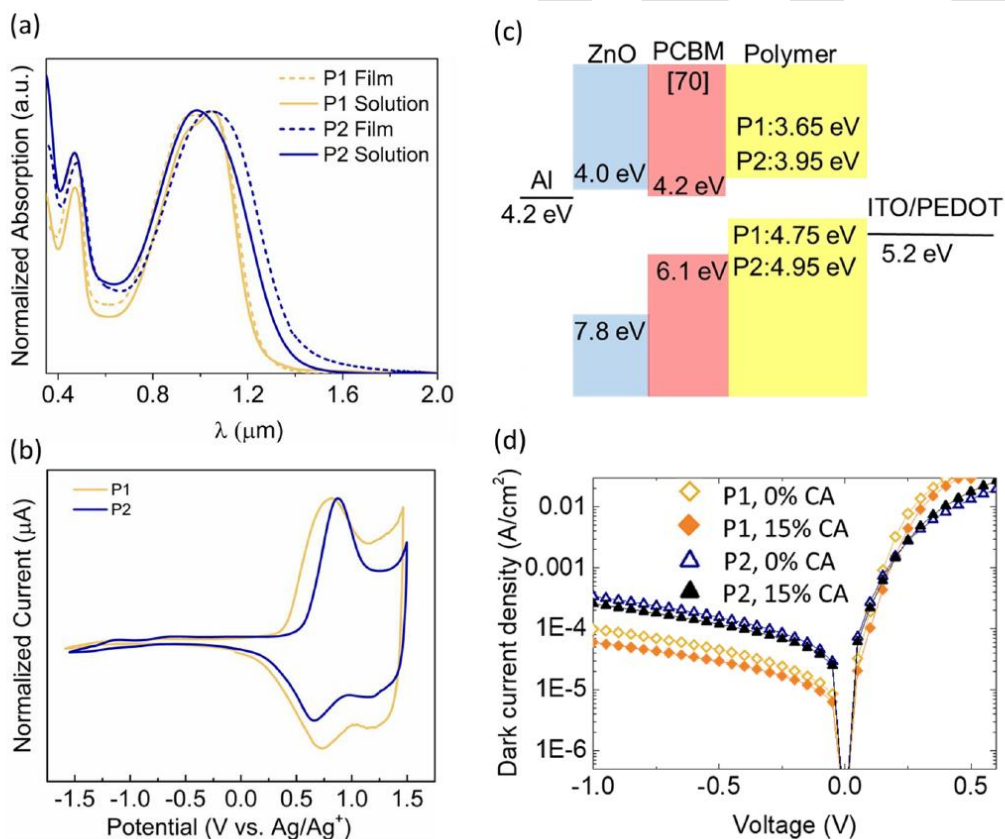 (a)
Normalized Absorption (a.u.)
P1 Film
P1 Solution
P2 Film
P2 Solution
0.4 0.8 1.2 1.6 2.0
λ (μm)
(b)
Normalized Current (μA)
P1
P2
-1.5 -1.0 -0.5 0.0 0.5 1.0 1.5
Potential (V vs. Ag/Ag+)
(c)
ZnO PCBM Polymer
[70]
P1:3.65 eV
P2:3.95 eV
Al 4.0 eV 4.2 eV
4.2 eV
ITO/PEDOT
P1:4.75 eV
P2:4.95 eV
5.2 eV
6.1 eV
7.8 eV
(d)
Dark current density (A/cm2)
0.01
0.001
1E-4
1E-5
1E-6
P1, 0% CA
P1, 15% CA
P2, 0% CA
P2, 15% CA
-1.0 -0.5 0.0 0.5
Voltage (V)